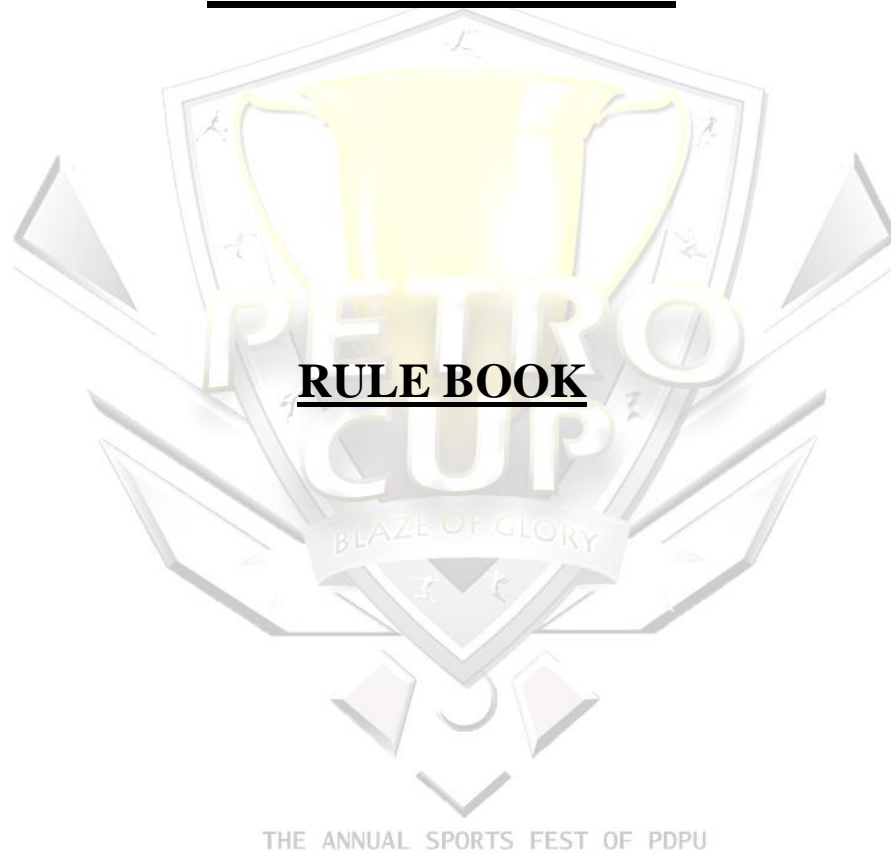 PETRO
RULE BOOK
CUP
BLAZE OF GLORY
THE ANNUAL SPORTS FEST OF PDPU